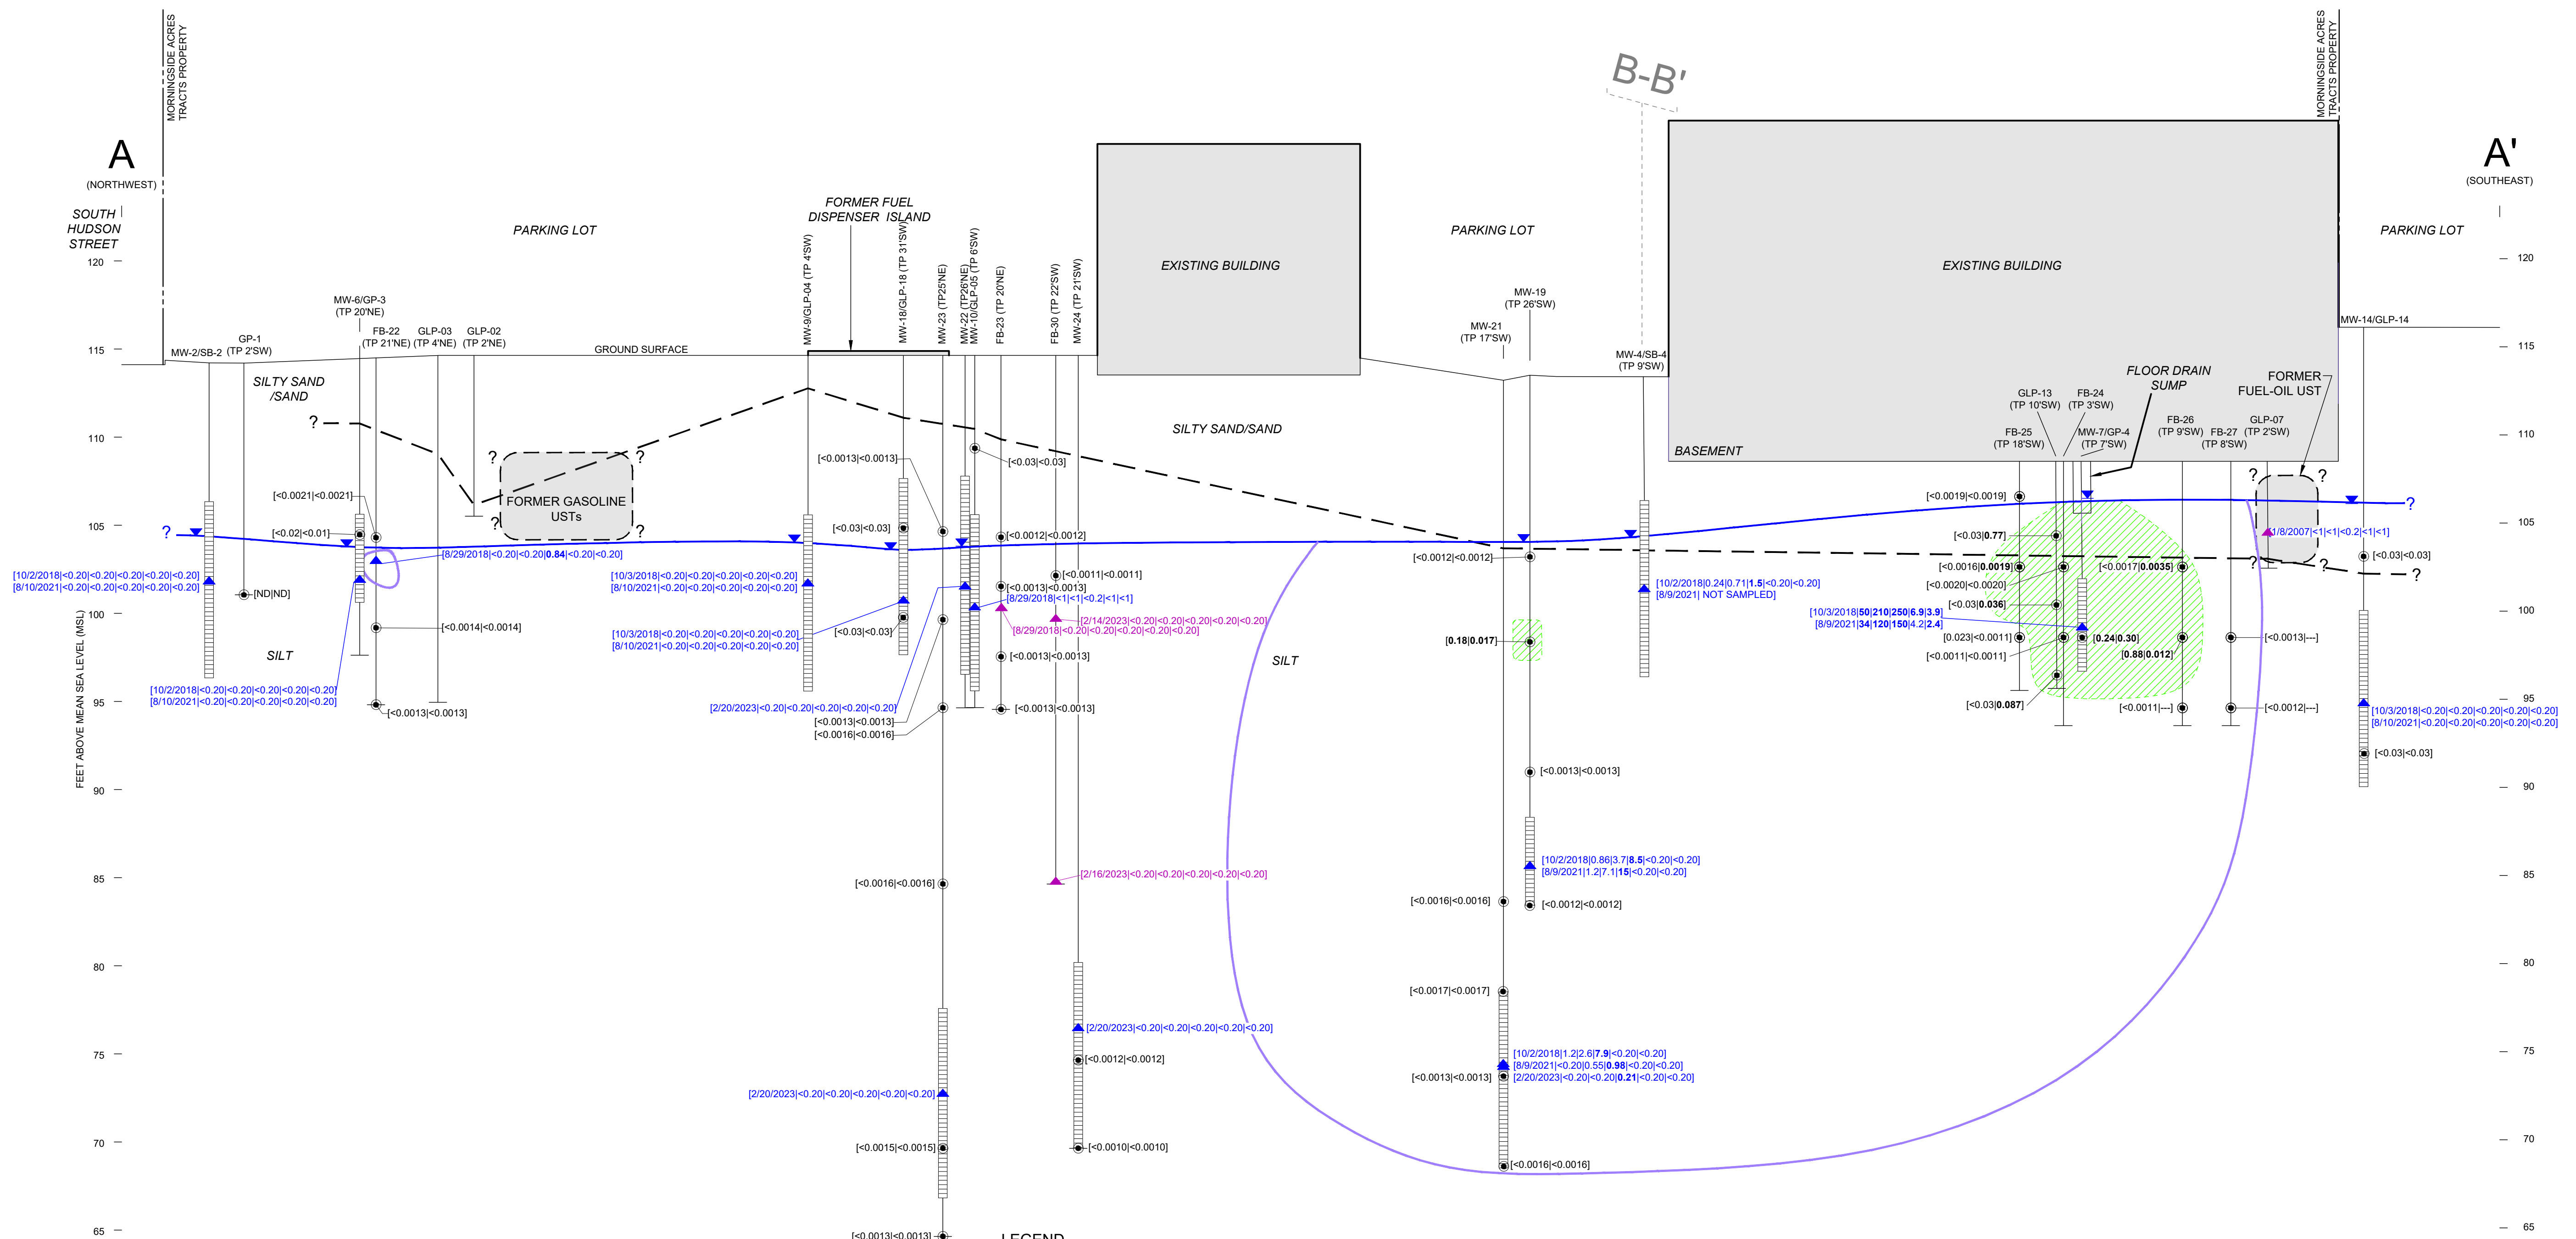 MORNINGSIDE ACRES
TRACTS PROPERTY
MORNINGSIDE ACRES
TRACTS PROPERTY
B-B'
A
(NORTHWEST)
A'
(SOUTHEAST)
SOUTH
HUDSON
STREET
PARKING LOT
FORMER FUEL
DISPENSER ISLAND
EXISTING BUILDING
PARKING LOT
EXISTING BUILDING
PARKING LOT
120
115
110
105
100
95
90
85
80
75
70
65
FEET ABOVE MEAN SEA LEVEL (MSL)
120
115
110
105
100
95
90
85
80
75
70
65
MW-2/SB-2
GP-1
(TP 2'SW)
MW-6/GP-3
(TP 20'NE)
FB-22
(TP 21'NE)
GLP-03
(TP 4'NE)
GLP-02
(TP 2'NE)
GROUND SURFACE
MW-9/GLP-04 (TP 4'SW)
MW-18/GLP-18 (TP 31'SW)
MW-23 (TP25'NE)
MW-22 (TP26'NE)
MW-10/GLP-05 (TP 6'SW)
FB-23 (TP 20'NE)
FB-30 (TP 22'SW)
MW-24 (TP 21'SW)
MW-21
(TP 17'SW)
MW-19
(TP 26'SW)
MW-4/SB-4
(TP 9'SW)
MW-14/GLP-14
FLOOR DRAIN
SUMP
FORMER
FUEL-OIL UST
GLP-13
(TP 10'SW)
FB-24
(TP 3'SW)
FB-25
(TP 18'SW)
MW-7/GP-4
(TP 7'SW)
FB-26
(TP 9'SW)
FB-27
(TP 8'SW)
GLP-07
(TP 2'SW)
BASEMENT
SILTY SAND
/SAND
SILTY SAND/SAND
SILT
SILT
FORMER GASOLINE
USTs
?
?
?
?
?
?
?
?
?
?
?
?
?
[<0.0021|<0.0021]
[<0.02|<0.01]
[8/29/2018|<0.20|<0.20|0.84|<0.20|<0.20]
[10/2/2018|<0.20|<0.20|<0.20|<0.20|<0.20]
[8/10/2021|<0.20|<0.20|<0.20|<0.20|<0.20]
[ND|ND]
[<0.0014|<0.0014]
[10/2/2018|<0.20|<0.20|<0.20|<0.20|<0.20]
[8/10/2021|<0.20|<0.20|<0.20|<0.20|<0.20]
[<0.0013|<0.0013]
[<0.0013|<0.0013]
[<0.03|<0.03]
[<0.03|<0.03]
[<0.0012|<0.0012]
[10/3/2018|<0.20|<0.20|<0.20|<0.20|<0.20]
[8/10/2021|<0.20|<0.20|<0.20|<0.20|<0.20]
[<0.0011|<0.0011]
[<0.0013|<0.0013]
[8/29/2018|<1|<1|<0.2|<1|<1]
[2/14/2023|<0.20|<0.20|<0.20|<0.20|<0.20]
[8/29/2018|<0.20|<0.20|<0.20|<0.20|<0.20]
[<0.03|<0.03]
[10/3/2018|<0.20|<0.20|<0.20|<0.20|<0.20]
[8/10/2021|<0.20|<0.20|<0.20|<0.20|<0.20]
[<0.0013|<0.0013]
[2/20/2023|<0.20|<0.20|<0.20|<0.20|<0.20]
[<0.0013|<0.0013]
[<0.0016|<0.0016]
[<0.0013|<0.0013]
[<0.0016|<0.0016]
[2/16/2023|<0.20|<0.20|<0.20|<0.20|<0.20]
[2/20/2023|<0.20|<0.20|<0.20|<0.20|<0.20]
[<0.0012|<0.0012]
[2/20/2023|<0.20|<0.20|<0.20|<0.20|<0.20]
[<0.0015|<0.0015]
[<0.0010|<0.0010]
[<0.0013|<0.0013]
[<0.0012|<0.0012]
[0.18|0.017]
[<0.0013|<0.0013]
[10/2/2018|0.86|3.7|8.5|<0.20|<0.20]
[8/9/2021|1.2|7.1|15|<0.20|<0.20]
[<0.0016|<0.0016]
[<0.0012|<0.0012]
[<0.0017|<0.0017]
[10/2/2018|1.2|2.6|7.9|<0.20|<0.20]
[8/9/2021|<0.20|0.55|0.98|<0.20|<0.20]
[<0.0013|<0.0013]
[2/20/2023|<0.20|<0.20|0.21|<0.20|<0.20]
[<0.0016|<0.0016]
[10/2/2018|0.24|0.71|1.5|<0.20|<0.20]
[8/9/2021| NOT SAMPLED]
[<0.0019|<0.0019]
[<0.03|0.77]
[<0.0016|0.0019]
[<0.0017|0.0035]
[<0.0020|<0.0020]
[<0.03|0.036]
[10/3/2018|50|210|250|6.9|3.9]
[8/9/2021|34|120|150|4.2|2.4]
[0.023|<0.0011]
[0.24|0.30]
[<0.0013|---]
[<0.0011|<0.0011]
[0.88|0.012]
[<0.03|0.087]
[<0.0011|---]
[<0.0012|---]
1/8/2007|<1|<1|<0.2|<1|<1]
[<0.03|<0.03]
[10/3/2018|<0.20|<0.20|<0.20|<0.20|<0.20]
[8/10/2021|<0.20|<0.20|<0.20|<0.20|<0.20]
[<0.03|<0.03]
LEGEND